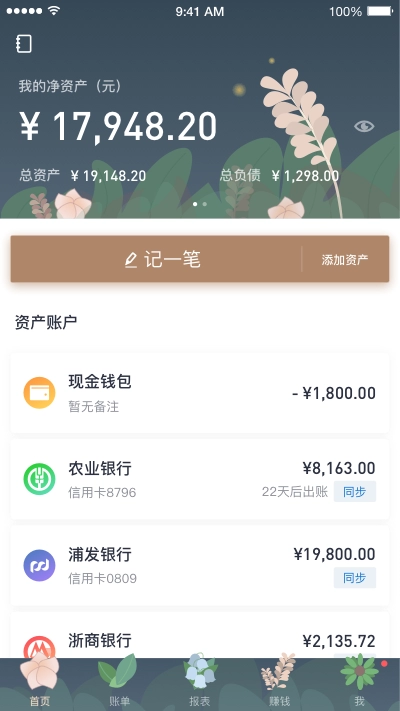 9:41 AM 100%
我的净资产（元）
¥ 17,948.20
总资产 ¥ 19,148.20 总负债 ¥ 1,298.00
记一笔 添加资产
资产账户
现金钱包 - ¥1,800.00
暂无备注
农业银行 ¥8,163.00
信用卡8796 22天后出账 同步
浦发银行 ¥19,800.00
信用卡0809 同步
浙商银行 ¥2,135.72
首页 账单 报表 赚钱 我